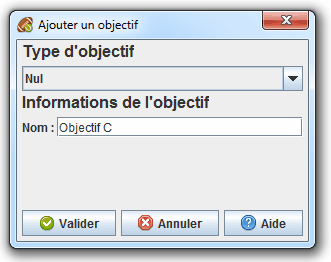 Ajouter un objectif
Type d'objectif
Nul
Informations de l'objectif
Nom : Objectif C
Valider Annuler Aide